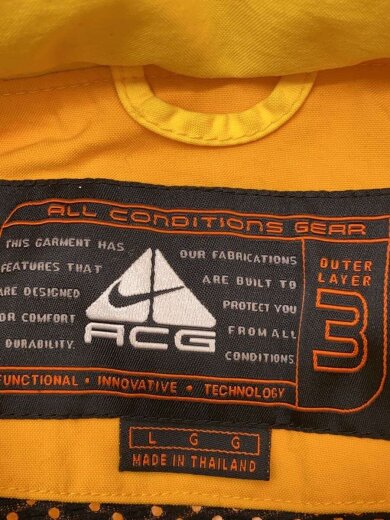 ALL CONDITIONS GEAR
THIS GARMENT HAS
FEATURES THAT
ARE DESIGNED
FOR COMFORT
DURABILITY.
ACG
OUR FABRICATIONS
ARE BUILT TO
PROTECT YOU
FROM ALL
CONDITIONS.
OUTER
LAYER
3
FUNCTIONAL • INNOVATIVE • TECHNOLOGY
L G G
MADE IN THAILAND